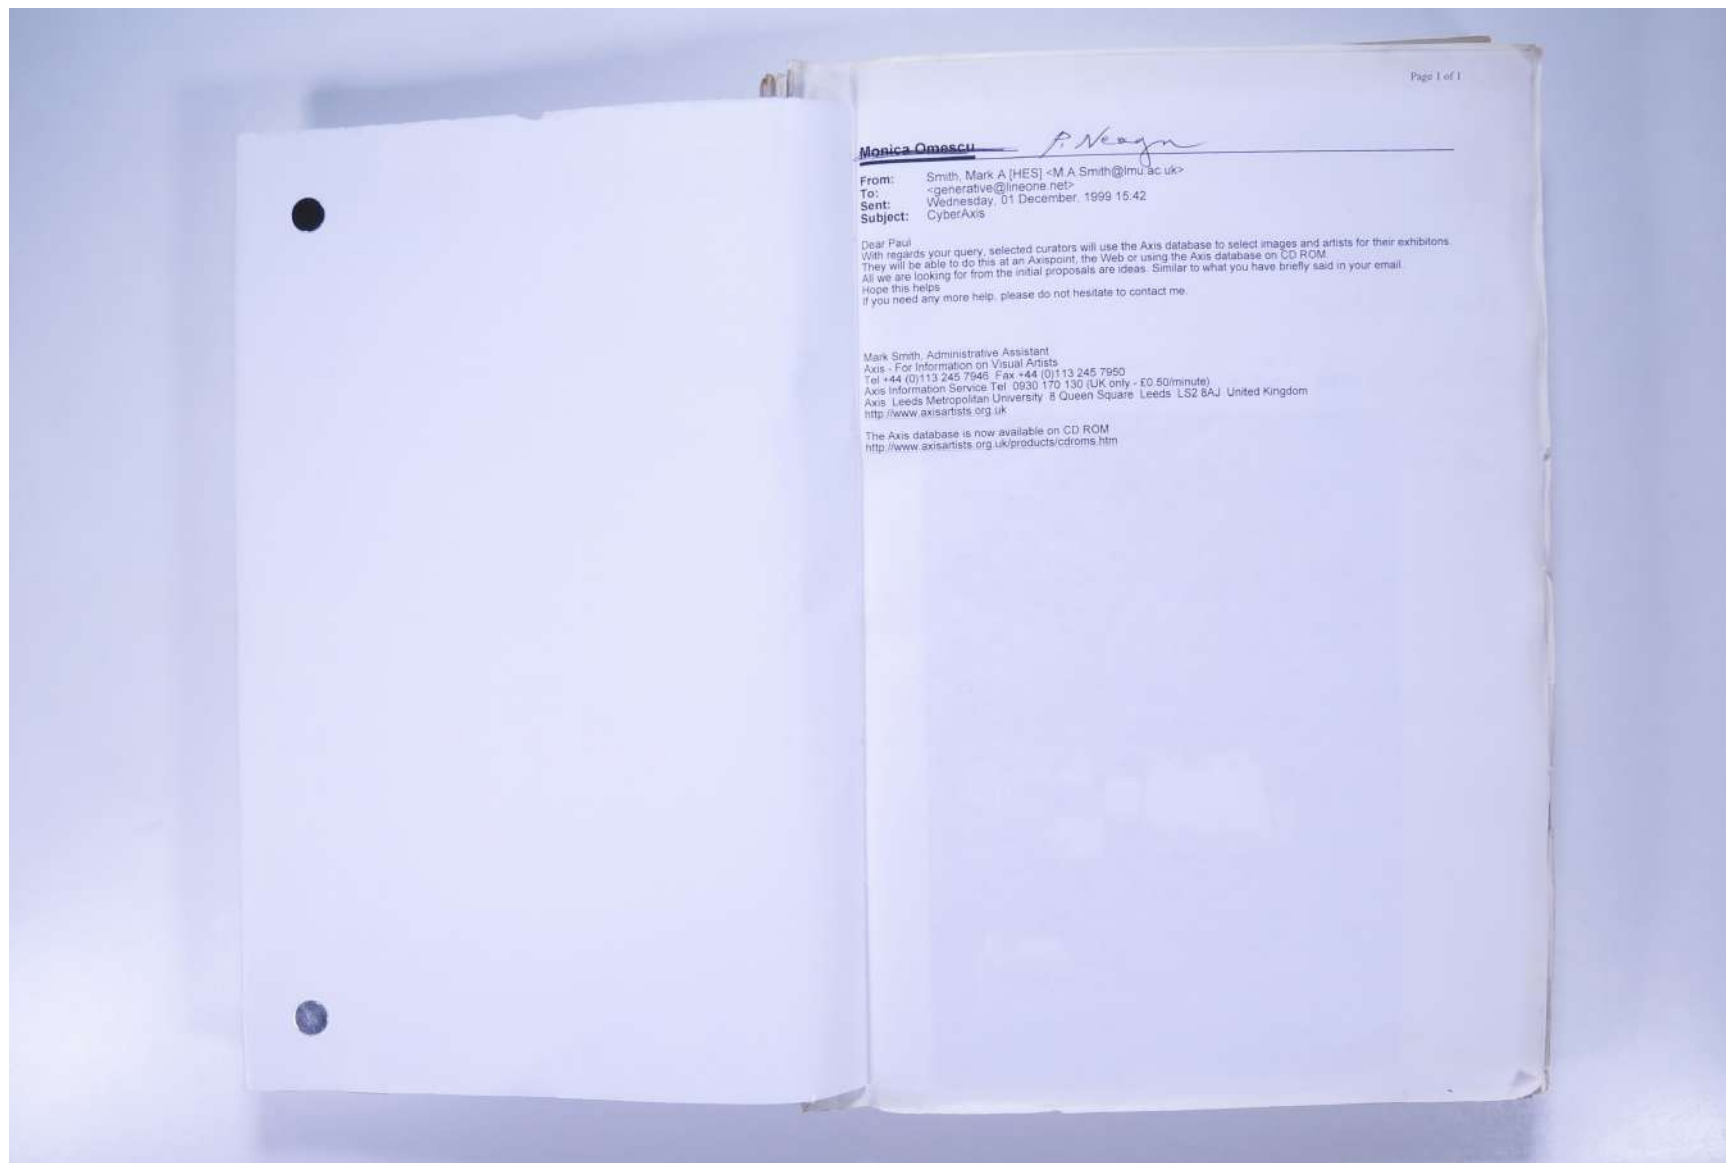 Page 1 of 1
Monica Omescu P. Neagu
From: Smith, Mark A [HES] <M.A.Smith@lmu.ac.uk>
To: <generative@lineone.net>
Sent: Wednesday, 01 December, 1999 15:42
Subject: CyberAxis
Dear Paul
With regards your query, selected curators will use the Axis database to select images and artists for their exhibitons.
They will be able to do this at an Axispoint, the Web or using the Axis database on CD ROM.
All we are looking for from the initial proposals are ideas. Similar to what you have briefly said in your email.
Hope this helps
If you need any more help, please do not hesitate to contact me.
Mark Smith, Administrative Assistant
Axis - For Information on Visual Artists
Tel +44 (0)113 245 7946 Fax +44 (0)113 245 7950
Axis Information Service Tel 0930 170 130 (UK only - £0.50/minute)
Axis Leeds Metropolitan University 8 Queen Square Leeds LS2 8AJ United Kingdom
http://www.axisartists.org.uk
The Axis database is now available on CD ROM
http://www.axisartists.org.uk/products/cdroms.htm